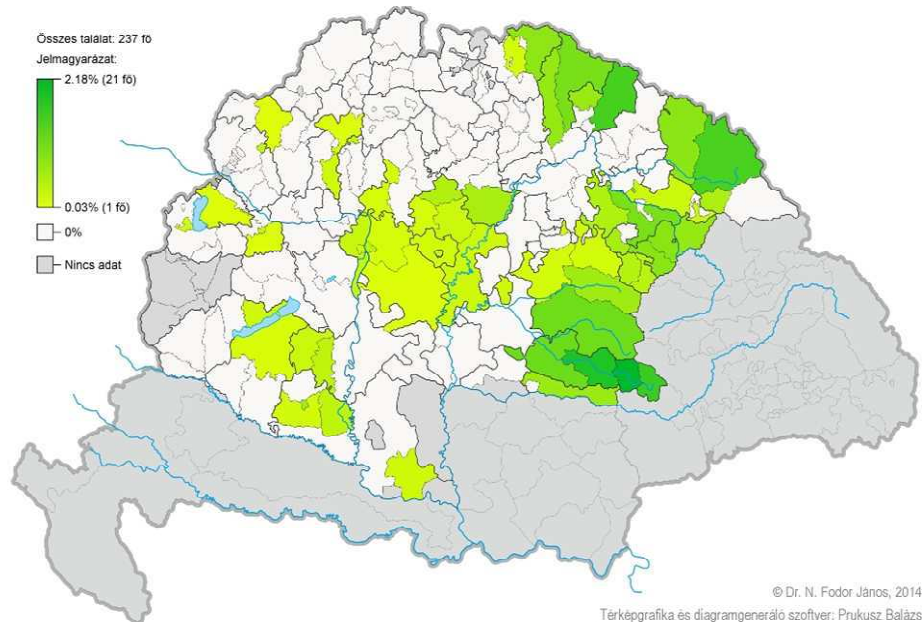 Összes találat: 237 fő
Jelmagyarázat:
2.18% (21 fő)
0.03% (1 fő)
0%
Nincs adat
© Dr. N. Fodor János, 2014
Térképgrafika és diagramgeneráló szoftver: Prukusz Balázs